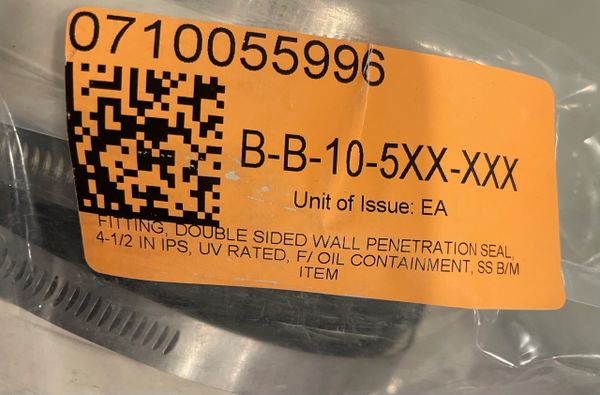 0710055996
B-B-10-5XX-XXX
Unit of Issue: EA
FITTING, DOUBLE SIDED WALL PENETRATION SEAL,
4-1/2 IN IPS, UV RATED, F/ OIL CONTAINMENT, SS B/M
ITEM